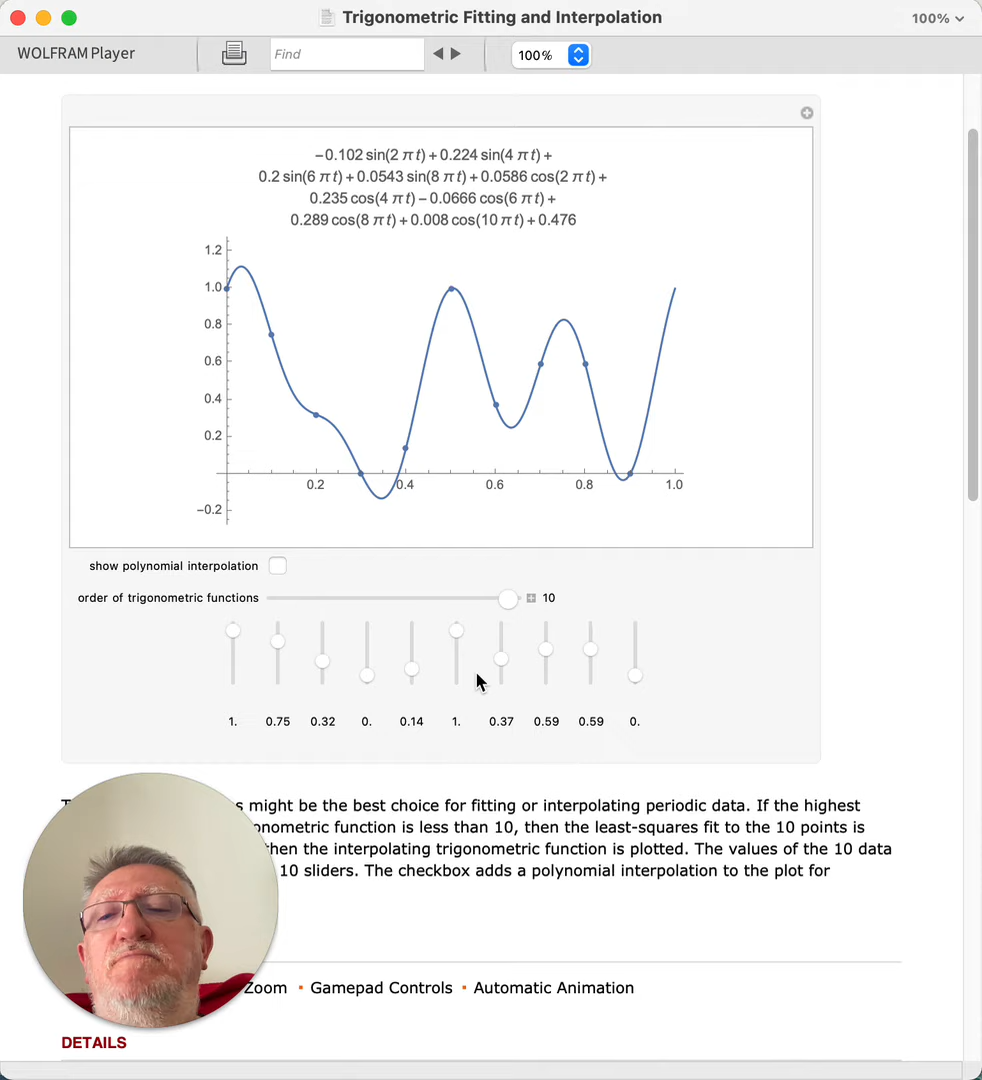 Trigonometric Fitting and Interpolation
100%
WOLFRAM Player
Find
100%
−0.102 sin(2 π t) + 0.224 sin(4 π t) +
0.2 sin(6 π t) + 0.0543 sin(8 π t) + 0.0586 cos(2 π t) +
0.235 cos(4 π t) − 0.0666 cos(6 π t) +
0.289 cos(8 π t) + 0.008 cos(10 π t) + 0.476
1.2
1.0
0.8
0.6
0.4
0.2
0.2 0.4 0.6 0.8 1.0
−0.2
show polynomial interpolation
order of trigonometric functions 10
1. 0.75 0.32 0. 0.14 1. 0.37 0.59 0.59 0.
might be the best choice for fitting or interpolating periodic data. If the highest
function is less than 10, then the least-squares fit to the 10 points is
then the interpolating trigonometric function is plotted. The values of the 10 data
10 sliders. The checkbox adds a polynomial interpolation to the plot for
Zoom ▪ Gamepad Controls ▪ Automatic Animation
DETAILS